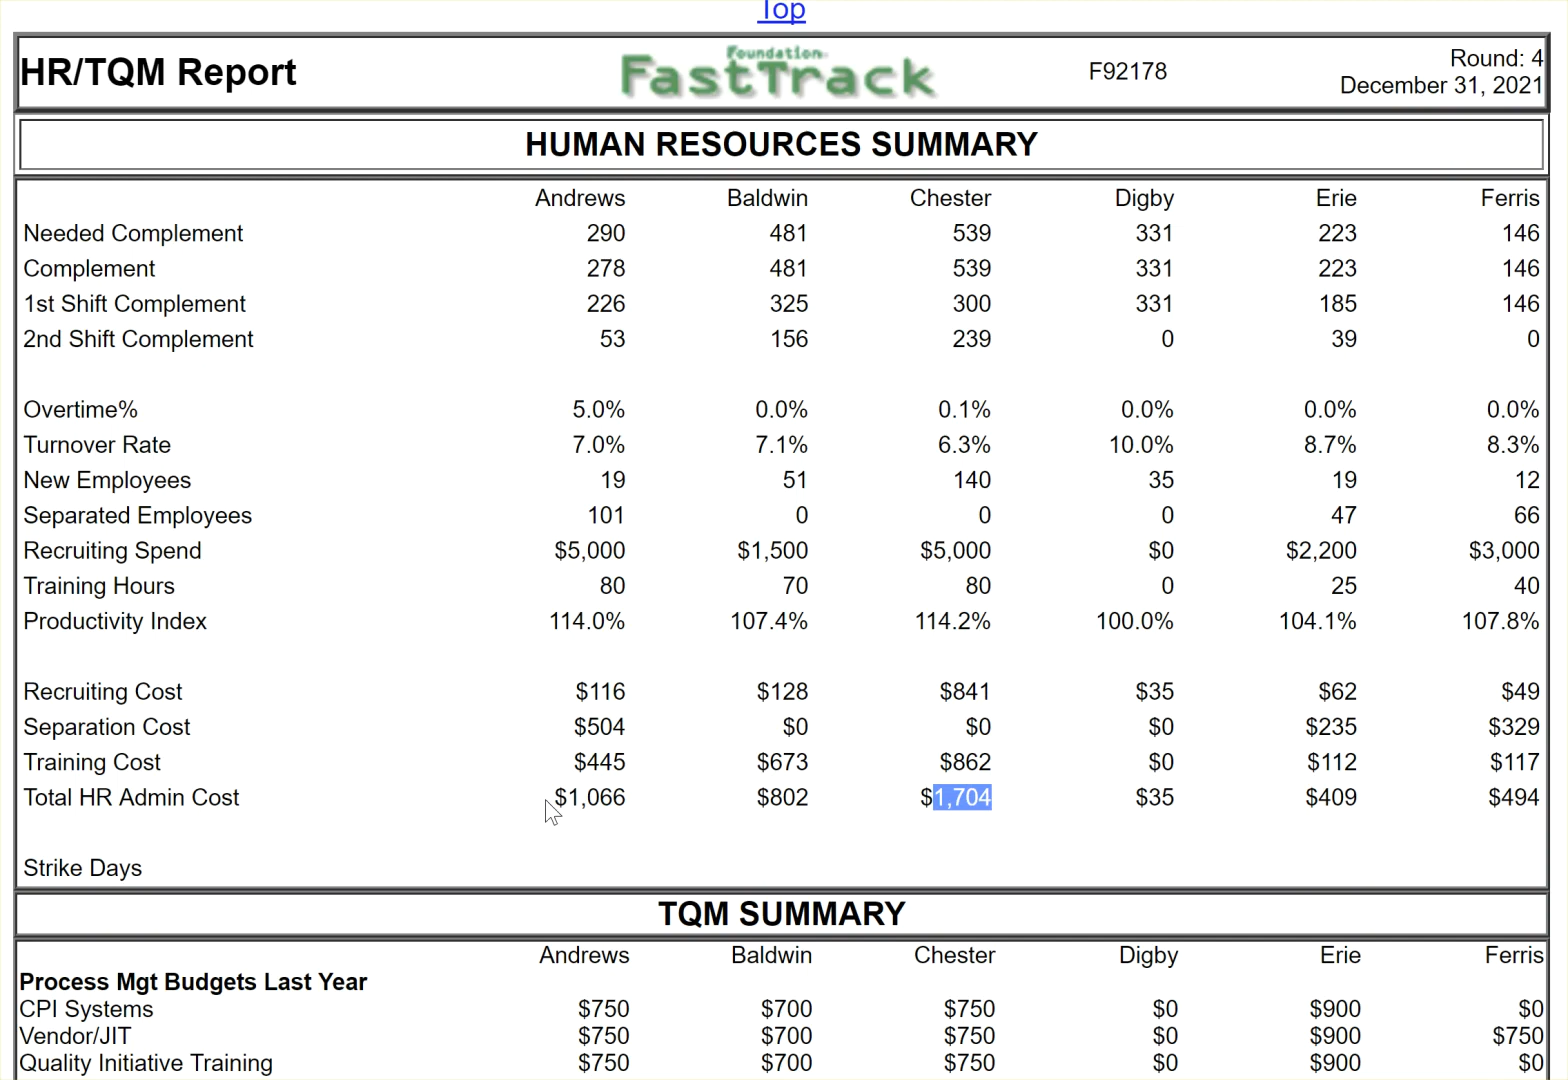 Top
HR/TQM Report Foundation FastTrack F92178 Round: 4
December 31, 2021
HUMAN RESOURCES SUMMARY
Andrews Baldwin Chester Digby Erie Ferris
Needed Complement 290 481 539 331 223 146
Complement 278 481 539 331 223 146
1st Shift Complement 226 325 300 331 185 146
2nd Shift Complement 53 156 239 0 39 0
Overtime% 5.0% 0.0% 0.1% 0.0% 0.0% 0.0%
Turnover Rate 7.0% 7.1% 6.3% 10.0% 8.7% 8.3%
New Employees 19 51 140 35 19 12
Separated Employees 101 0 0 0 47 66
Recruiting Spend $5,000 $1,500 $5,000 $0 $2,200 $3,000
Training Hours 80 70 80 0 25 40
Productivity Index 114.0% 107.4% 114.2% 100.0% 104.1% 107.8%
Recruiting Cost $116 $128 $841 $35 $62 $49
Separation Cost $504 $0 $0 $0 $235 $329
Training Cost $445 $673 $862 $0 $112 $117
Total HR Admin Cost $1,066 $802 $1,704 $35 $409 $494
Strike Days
TQM SUMMARY
Andrews Baldwin Chester Digby Erie Ferris
Process Mgt Budgets Last Year
CPI Systems $750 $700 $750 $0 $900 $0
Vendor/JIT $750 $700 $750 $0 $900 $750
Quality Initiative Training $750 $700 $750 $0 $900 $0